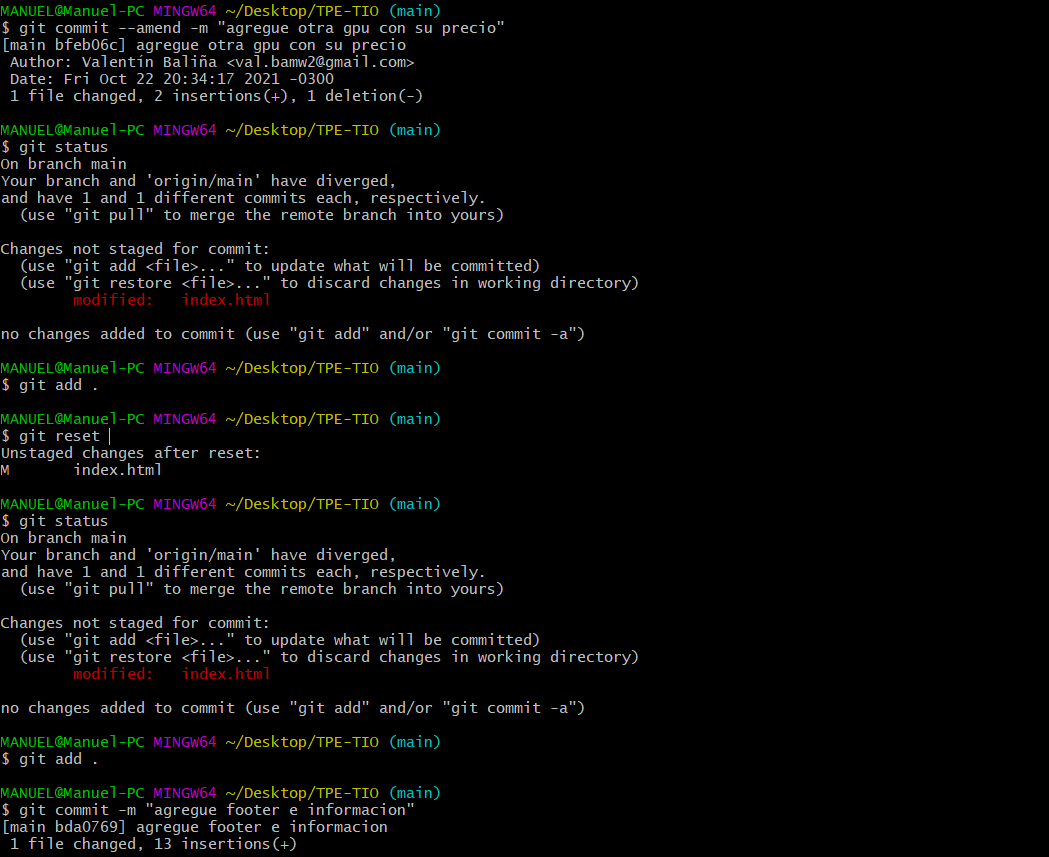 MANUEL@Manuel-PC MINGW64 ~/Desktop/TPE-TIO (main)
$ git commit --amend -m "agregue otra gpu con su precio"
[main bfeb06c] agregue otra gpu con su precio
 Author: Valentín Baliña <val.bamw2@gmail.com>
 Date: Fri Oct 22 20:34:17 2021 -0300
 1 file changed, 2 insertions(+), 1 deletion(-)

MANUEL@Manuel-PC MINGW64 ~/Desktop/TPE-TIO (main)
$ git status
On branch main
Your branch and 'origin/main' have diverged,
and have 1 and 1 different commits each, respectively.
  (use "git pull" to merge the remote branch into yours)

Changes not staged for commit:
  (use "git add <file>..." to update what will be committed)
  (use "git restore <file>..." to discard changes in working directory)
        modified:   index.html

no changes added to commit (use "git add" and/or "git commit -a")

MANUEL@Manuel-PC MINGW64 ~/Desktop/TPE-TIO (main)
$ git add .

MANUEL@Manuel-PC MINGW64 ~/Desktop/TPE-TIO (main)
$ git reset
Unstaged changes after reset:
M       index.html

MANUEL@Manuel-PC MINGW64 ~/Desktop/TPE-TIO (main)
$ git status
On branch main
Your branch and 'origin/main' have diverged,
and have 1 and 1 different commits each, respectively.
  (use "git pull" to merge the remote branch into yours)

Changes not staged for commit:
  (use "git add <file>..." to update what will be committed)
  (use "git restore <file>..." to discard changes in working directory)
        modified:   index.html

no changes added to commit (use "git add" and/or "git commit -a")

MANUEL@Manuel-PC MINGW64 ~/Desktop/TPE-TIO (main)
$ git add .

MANUEL@Manuel-PC MINGW64 ~/Desktop/TPE-TIO (main)
$ git commit -m "agregue footer e informacion"
[main bda0769] agregue footer e informacion
 1 file changed, 13 insertions(+)